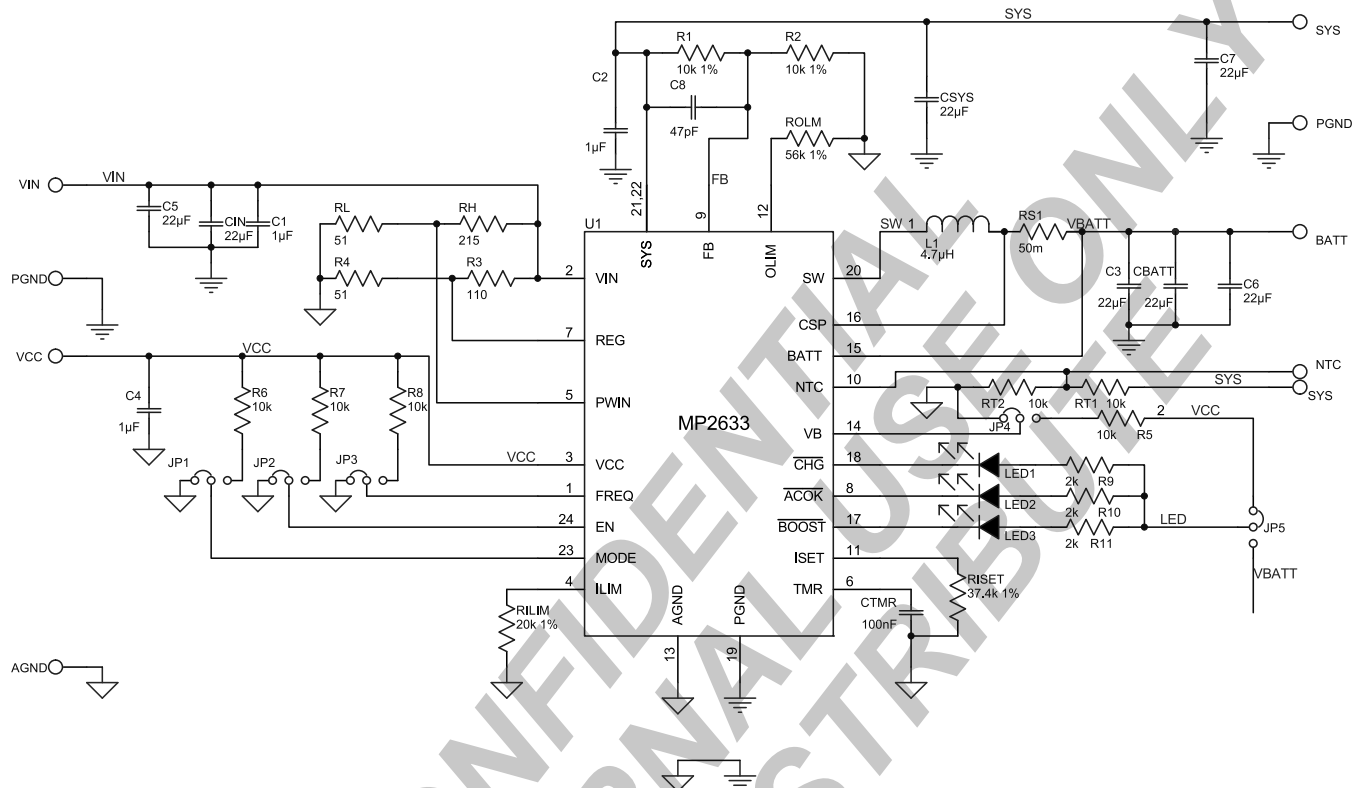 SYS
SYS
R1
10k 1%
R2
10k 1%
C2
1µF
C8
47pF
ROLM
56k 1%
CSYS
22µF
C7
22µF
PGND
FB
21,22
9
12
VIN
VIN
C5
22µF
CIN
22µF
C1
1µF
RL
51
RH
215
R4
51
R3
110
U1
SYS
FB
OLIM
SW 1
L1
4.7µH
RS1
50m
VBATT
BATT
C3
22µF
CBATT
22µF
C6
22µF
PGND
2
VIN
SW
20
7
REG
CSP
16
BATT
15
VCC
VCC
C4
1µF
R6
10k
R7
10k
R8
10k
5
PWIN
NTC
10
NTC
SYS
SYS
RT2
10k
RT1
10k
JP4
10k
R5
2
VCC
MP2633
VB
14
JP1
JP2
JP3
VCC
3
VCC
CHG
18
LED1
2k
R9
1
FREQ
ACOK
8
LED2
2k
R10
24
EN
BOOST
17
LED3
2k
R11
LED
JP5
VBATT
23
MODE
ISET
11
RISET
37.4k 1%
4
ILIM
TMR
6
RILIM
20k 1%
CTMR
100nF
AGND
PGND
13
19
AGND
CONFIDENTIAL
INTERNAL USE ONLY
DISTRIBUTE